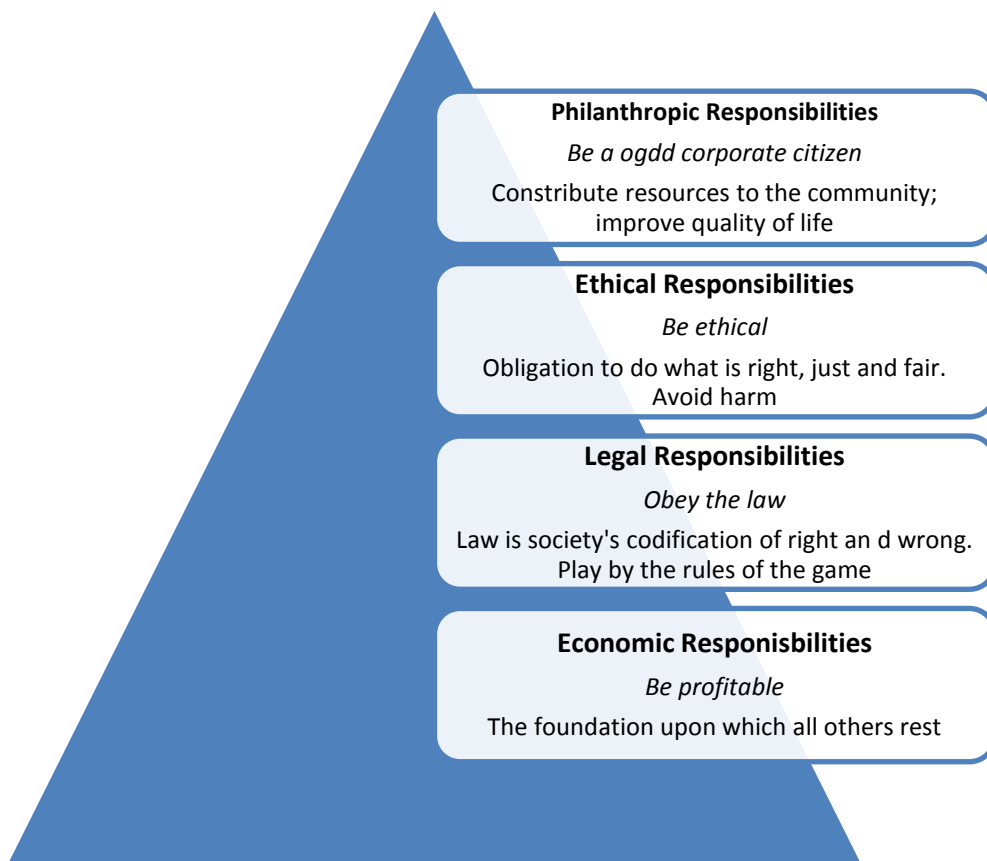 Philanthropic Responsibilities
Be a ogdd corporate citizen
Constribute resources to the community;
improve quality of life
Ethical Responsibilities
Be ethical
Obligation to do what is right, just and fair.
Avoid harm
Legal Responsibilities
Obey the law
Law is society's codification of right an d wrong.
Play by the rules of the game
Economic Responisbilities
Be profitable
The foundation upon which all others rest